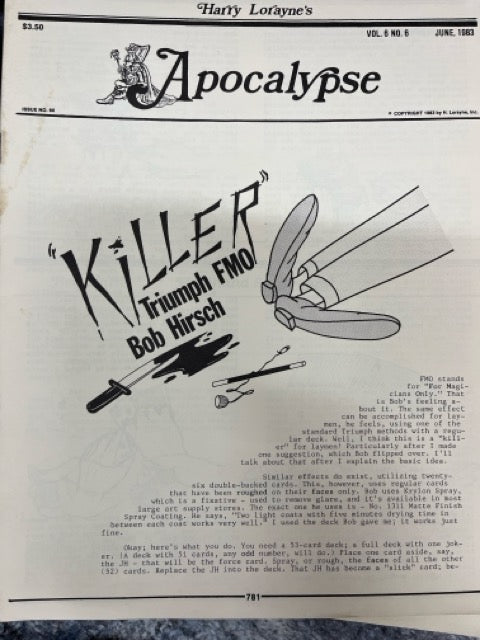 Harry Lorayne's
$3.50
VOL. 6 NO. 6 JUNE, 1983
Apocalypse
© COPYRIGHT 1983 by H. Lorayne, Inc.
"KiLLER"
Triumph FMO
Bob Hirsch
FMO stands
for "For Magi-
cians Only." That
is Bob's feeling a-
bout it. The same effect
can be accomplished for lay-
men, he feels, using one of the
standard Triumph methods with a regu-
lar deck. Well, I think this is a "kill-
er" for laymen! Particularly after I made
one suggestion, which Bob flipped over. I'll
talk about that after I explain the basic idea.
Similar effects do exist, utilizing twenty-
six double-backed cards. This, however, uses regular cards
that have been roughed on their faces only. Bob uses Krylon Spray,
which is a fixative - used to remove glare, and it's available in most
large art supply stores. The exact one he uses is - No. 1311 Matte Finish
Spray Coating. He says, "Two light coats with five minutes drying time in
between each coat works very well." I used the deck Bob gave me; it works just
fine.
Okay; here's what you do. You need a 53-card deck; a full deck with one jok-
er. (A deck with 51 cards, any odd number, will do.) Place one card aside, say,
the JH - that will be the force card. Spray, or rough, the faces of all the other
(52) cards. Replace the JH into the deck. That JH has become a "slick" card; be-
781